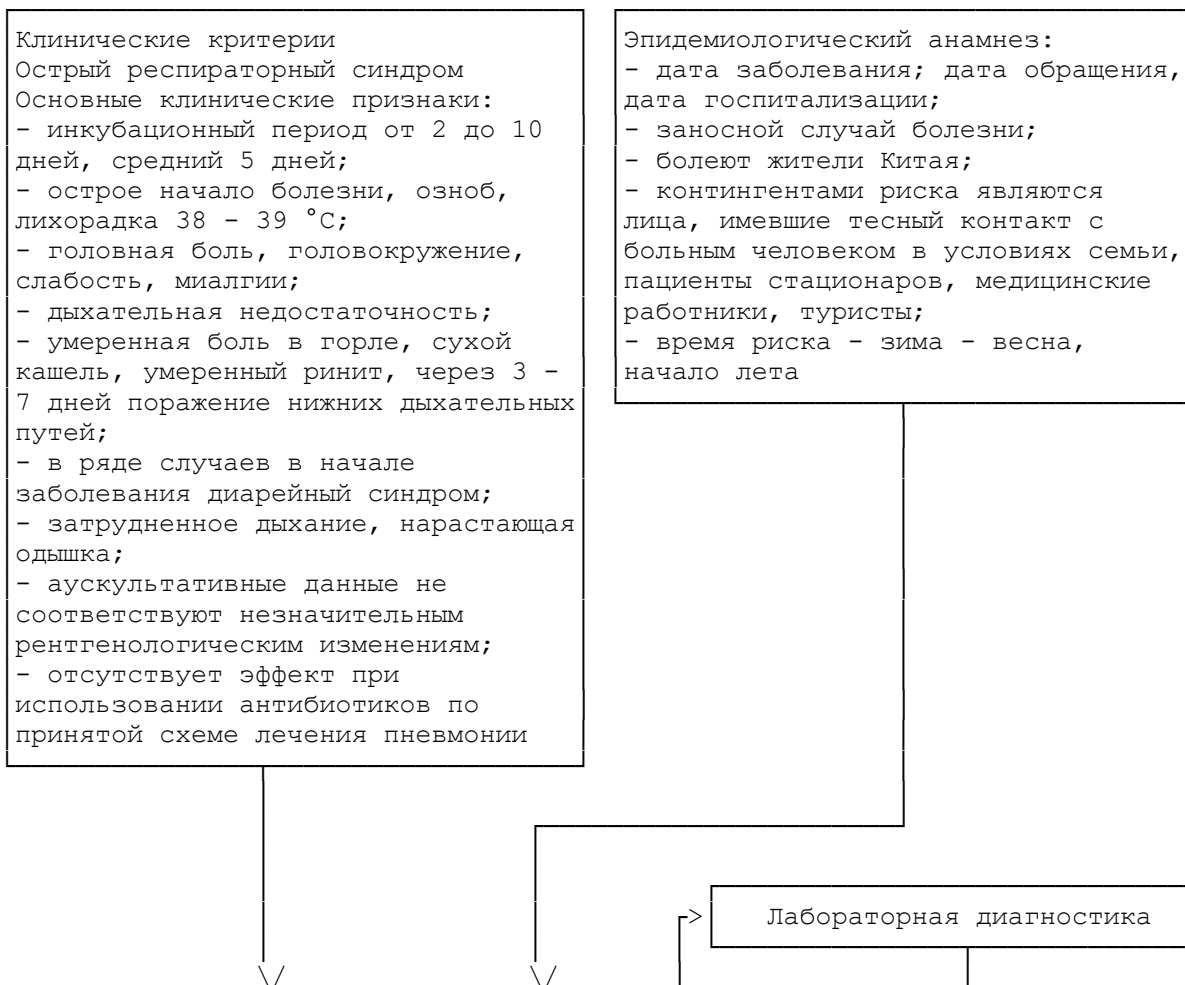 Клинические критерии
Острый респираторный синдром
Основные клинические признаки:
- инкубационный период от 2 до 10
дней, средний 5 дней;
- острое начало болезни, озноб,
лихорадка 38 - 39 °C;
- головная боль, головокружение,
слабость, миалгии;
- дыхательная недостаточность;
- умеренная боль в горле, сухой
кашель, умеренный ринит, через 3 -
7 дней поражение нижних дыхательных
путей;
- в ряде случаев в начале
заболевания диарейный синдром;
- затрудненное дыхание, нарастающая
одышка;
- аускультативные данные не
соответствуют незначительным
рентгенологическим изменениям;
- отсутствует эффект при
использовании антибиотиков по
принятой схеме лечения пневмонии
Эпидемиологический анамнез:
- дата заболевания; дата обращения,
дата госпитализации;
- заносной случай болезни;
- болеют жители Китая;
- контингентами риска являются
лица, имевшие тесный контакт с
больным человеком в условиях семьи,
пациенты стационаров, медицинские
работники, туристы;
- время риска - зима - весна,
начало лета
Лабораторная диагностика